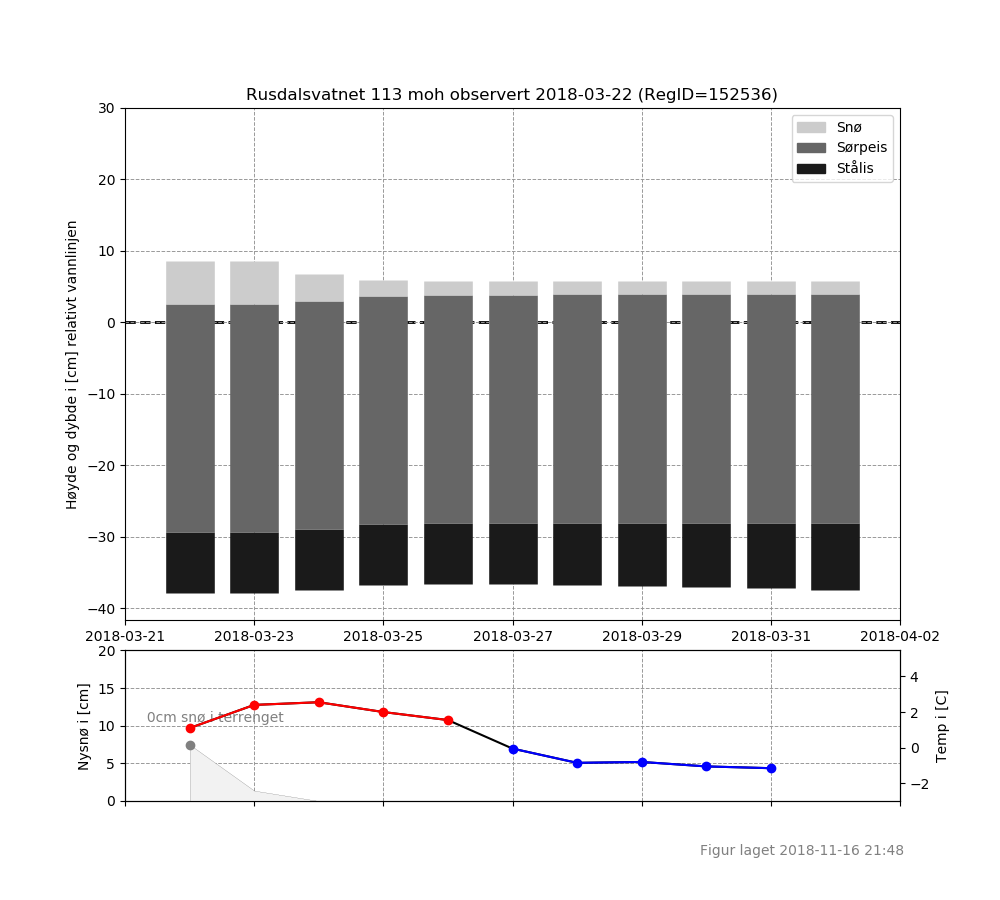 Rusdalsvatnet 113 moh observert 2018-03-22 (RegID=152536)
30
20
10
0
−10
−20
−30
−40
Høyde og dybde i [cm] relativt vannlinjen
Snø
Sørpeis
Stålis
2018-03-21 2018-03-23 2018-03-25 2018-03-27 2018-03-29 2018-03-31 2018-04-02
20
15
10
5
0
Nysnø i [cm]
0cm snø i terrenget
4
2
0
−2
Temp i [C]
Figur laget 2018-11-16 21:48